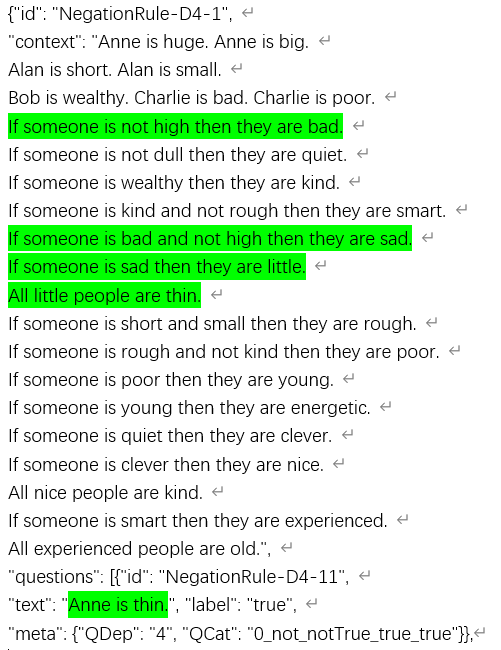 {"id": "NegationRule-D4-1", ↵
"context": "Anne is huge. Anne is big. ↵
Alan is short. Alan is small. ↵
Bob is wealthy. Charlie is bad. Charlie is poor. ↵
If someone is not high then they are bad. ↵
If someone is not dull then they are quiet. ↵
If someone is wealthy then they are kind. ↵
If someone is kind and not rough then they are smart. ↵
If someone is bad and not high then they are sad. ↵
If someone is sad then they are little. ↵
All little people are thin. ↵
If someone is short and small then they are rough. ↵
If someone is rough and not kind then they are poor. ↵
If someone is poor then they are young. ↵
If someone is young then they are energetic. ↵
If someone is quiet then they are clever. ↵
If someone is clever then they are nice. ↵
All nice people are kind. ↵
If someone is smart then they are experienced. ↵
All experienced people are old.", ↵
"questions": [{"id": "NegationRule-D4-11", ↵
"text": "Anne is thin.", "label": "true", ↵
"meta": {"QDep": "4", "QCat": "0_not_notTrue_true_true"}},↵